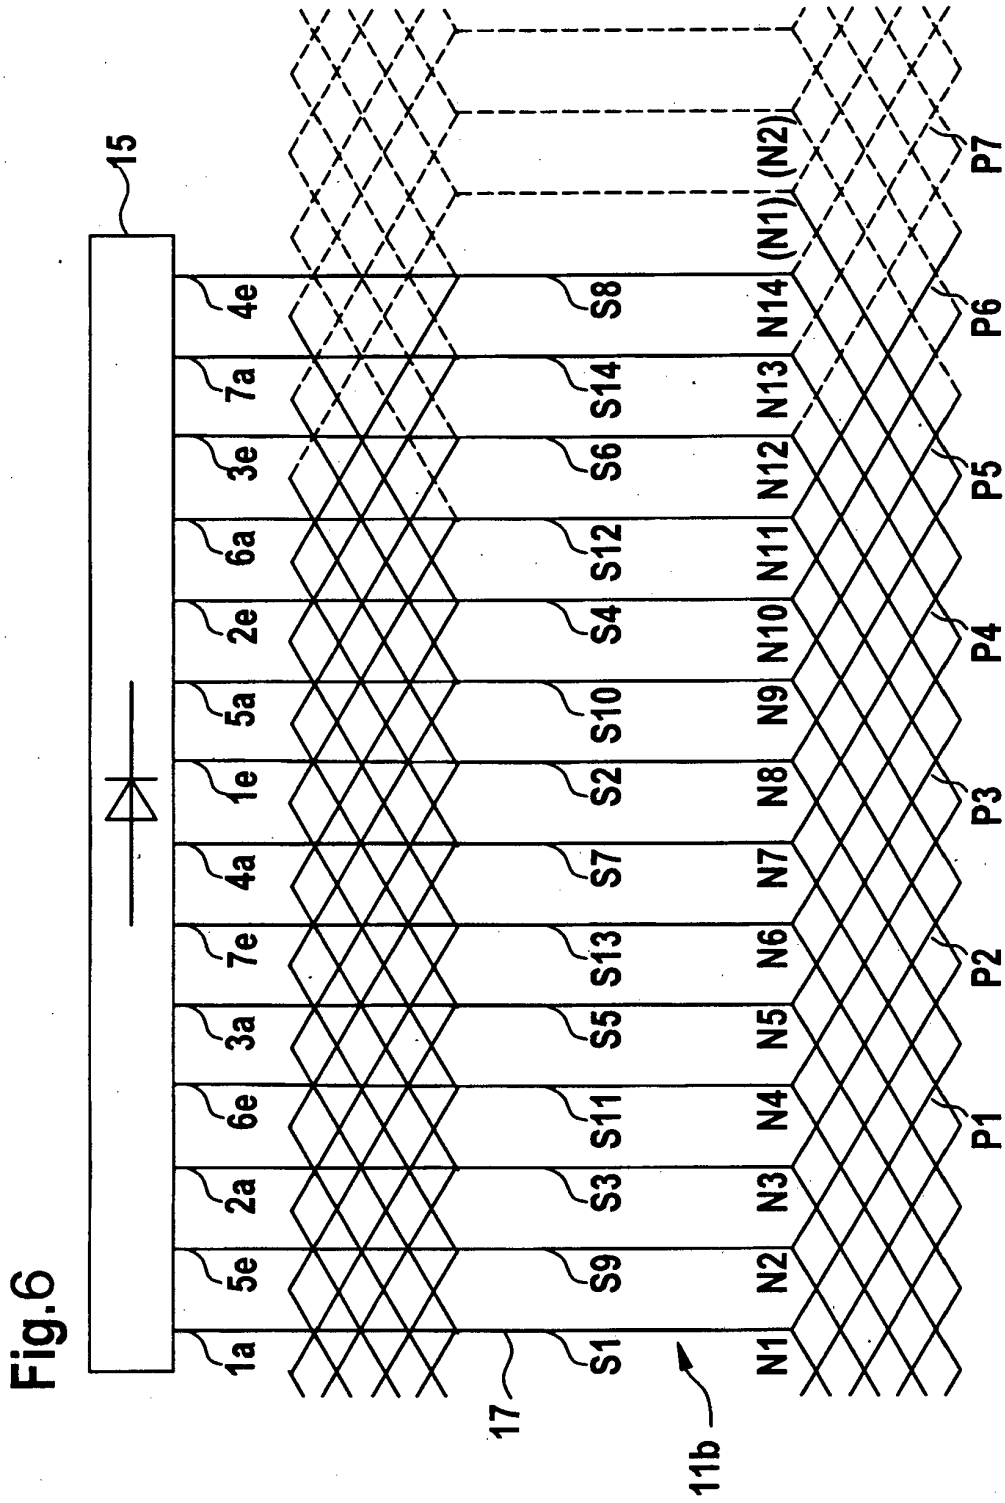 Fig.6
15
1a 5e 2a 6e 3a 7e 4a 1e 5a 2e 6a 3e 7a 4e
17
S1 S9 S3 S11 S5 S13 S7 S2 S10 S4 S12 S6 S14 S8
11b
N1 N2 N3 N4 N5 N6 N7 N8 N9 N10 N11 N12 N13 N14 (N1) (N2)
P1 P2 P3 P4 P5 P6 P7